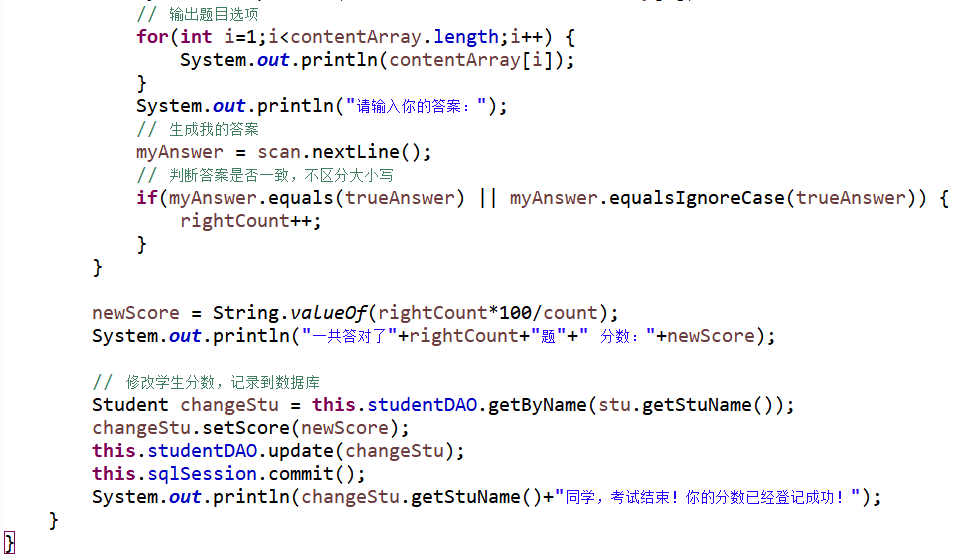 // 输出题目选项
for(int i=1;i<contentArray.length;i++) {
System.out.println(contentArray[i]);
}
System.out.println("请输入你的答案：");
// 生成我的答案
myAnswer = scan.nextLine();
// 判断答案是否一致，不区分大小写
if(myAnswer.equals(trueAnswer) || myAnswer.equalsIgnoreCase(trueAnswer)) {
rightCount++;
}
}
newScore = String.valueOf(rightCount*100/count);
System.out.println("一共答对了"+rightCount+"题"+" 分数："+newScore);
// 修改学生分数，记录到数据库
Student changeStu = this.studentDAO.getByName(stu.getStuName());
changeStu.setScore(newScore);
this.studentDAO.update(changeStu);
this.sqlSession.commit();
System.out.println(changeStu.getStuName()+"同学，考试结束！你的分数已经登记成功！");
}
}